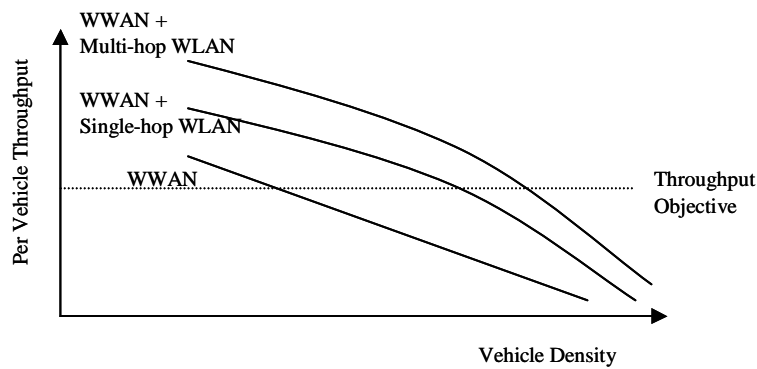 WWAN +
Multi-hop WLAN
WWAN +
Single-hop WLAN
WWAN
Throughput
Objective
Per Vehicle Throughput
Vehicle Density